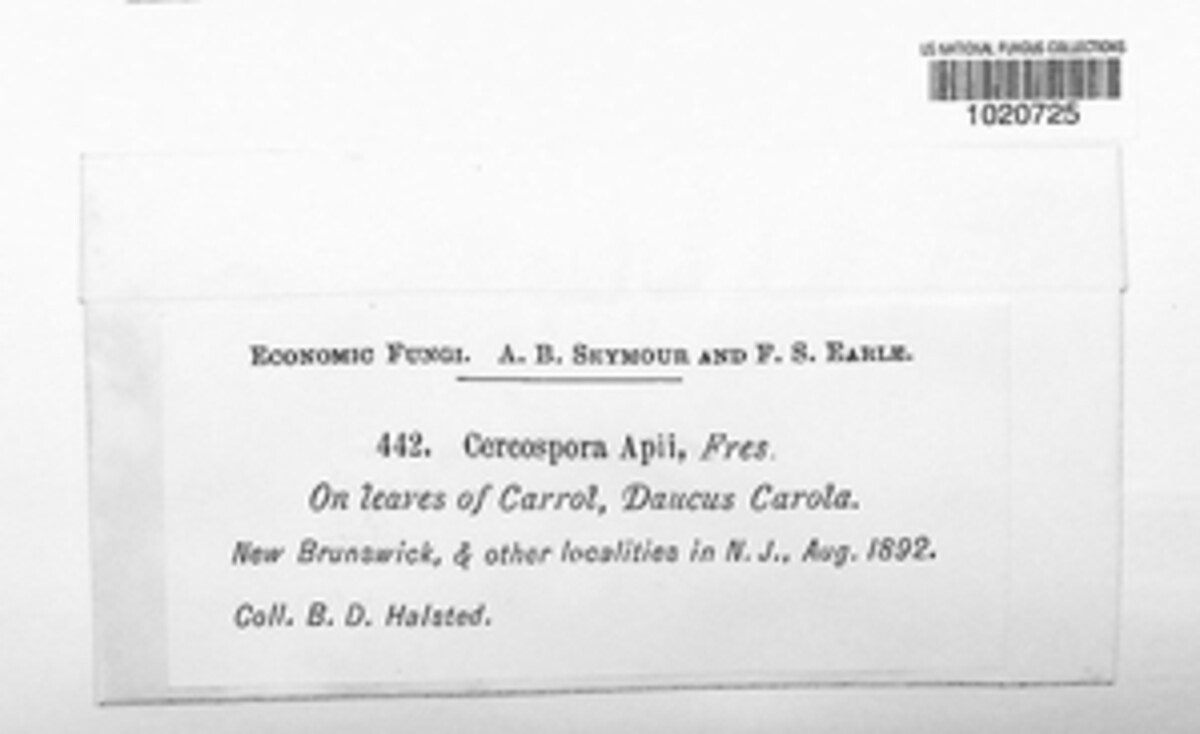 US NATIONAL FUNGUS COLLECTIONS
1020725
ECONOMIC FUNGI. A. B. SEYMOUR AND F. S. EARLE.
442. Cercospora Apii, Fres.
On leaves of Carrot, Daucus Carota.
New Brunswick, & other localities in N. J., Aug. 1892.
Coll. B. D. Halsted.